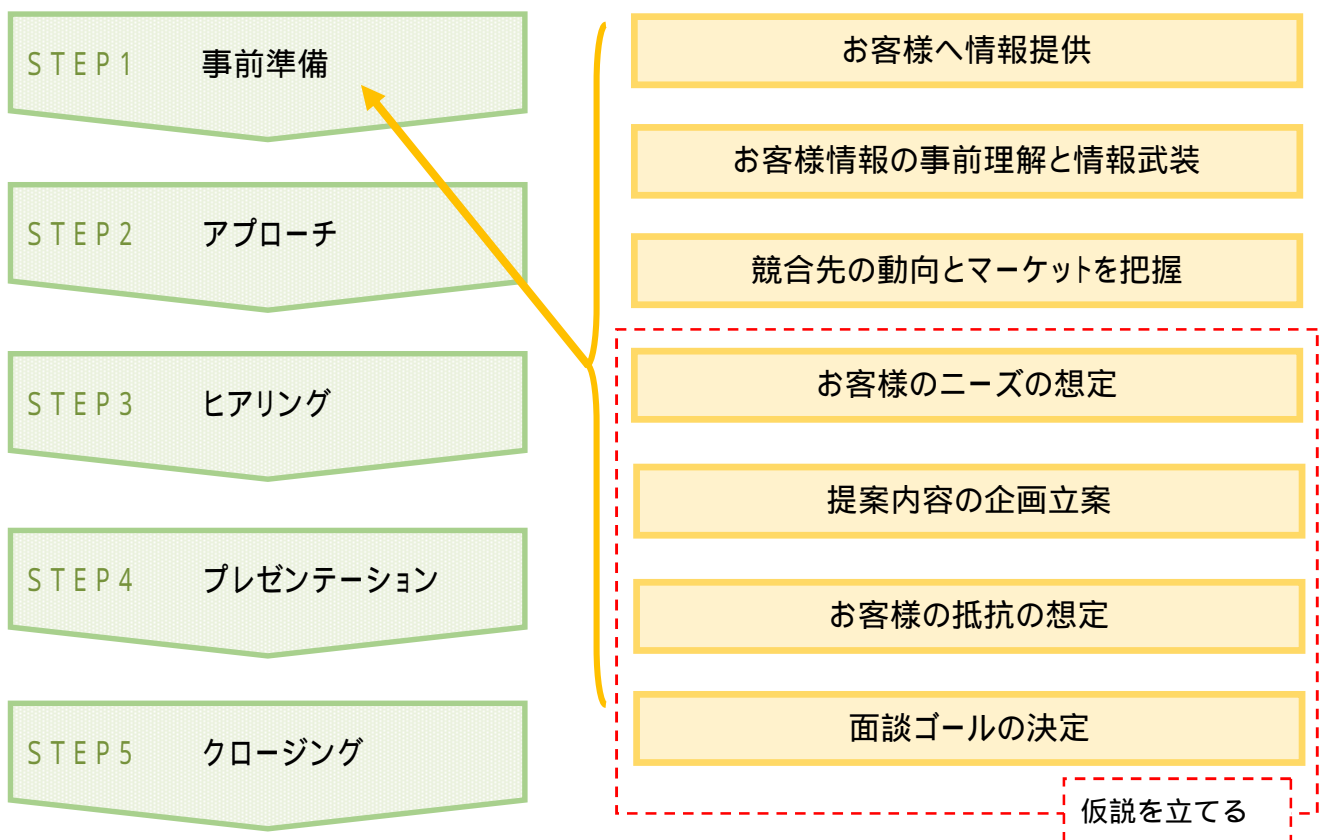 STEP1 事前準備
STEP2 アプローチ
STEP3 ヒアリング
STEP4 プレゼンテーション
STEP5 クロージング
お客様へ情報提供
お客様情報の事前理解と情報武装
競合先の動向とマーケットを把握
お客様のニーズの想定
提案内容の企画立案
お客様の抵抗の想定
面談ゴールの決定
仮説を立てる